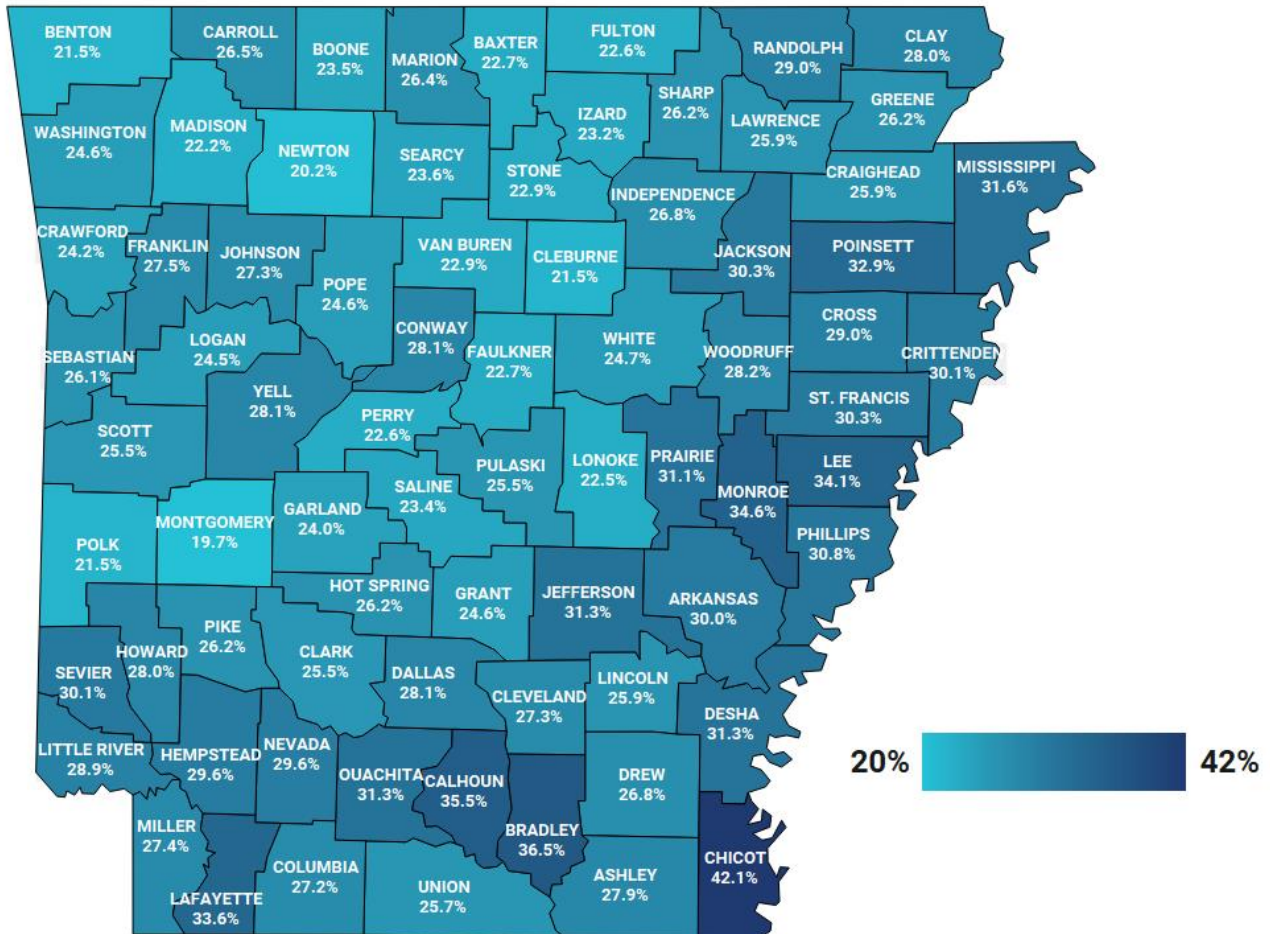 BENTON
21.5%
CARROLL
26.5%
BOONE
23.5%
MARION
26.4%
BAXTER
22.7%
FULTON
22.6%
RANDOLPH
29.0%
CLAY
28.0%
SHARP
26.2%
GREENE
26.2%
IZARD
23.2%
LAWRENCE
25.9%
WASHINGTON
24.6%
MADISON
22.2%
NEWTON
20.2%
SEARCY
23.6%
STONE
22.9%
INDEPENDENCE
26.8%
CRAIGHEAD
25.9%
MISSISSIPPI
31.6%
CRAWFORD
24.2%
FRANKLIN
27.5%
JOHNSON
27.3%
POPE
24.6%
VAN BUREN
22.9%
CLEBURNE
21.5%
JACKSON
30.3%
POINSETT
32.9%
SEBASTIAN
26.1%
LOGAN
24.5%
CONWAY
28.1%
FAULKNER
22.7%
WHITE
24.7%
WOODRUFF
28.2%
CROSS
29.0%
CRITTENDEN
30.1%
YELL
28.1%
PERRY
22.6%
ST. FRANCIS
30.3%
SCOTT
25.5%
PULASKI
25.5%
LONOKE
22.5%
PRAIRIE
31.1%
LEE
34.1%
SALINE
23.4%
MONROE
34.6%
MONTGOMERY
19.7%
GARLAND
24.0%
PHILLIPS
30.8%
POLK
21.5%
HOT SPRING
26.2%
GRANT
24.6%
JEFFERSON
31.3%
ARKANSAS
30.0%
PIKE
26.2%
HOWARD
28.0%
CLARK
25.5%
SEVIER
30.1%
DALLAS
28.1%
CLEVELAND
27.3%
LINCOLN
25.9%
DESHA
31.3%
LITTLE RIVER
28.9%
HEMPSTEAD
29.6%
NEVADA
29.6%
OUACHITA
31.3%
CALHOUN
35.5%
DREW
26.8%
20%
42%
MILLER
27.4%
BRADLEY
36.5%
CHICOT
42.1%
LAFAYETTE
33.6%
COLUMBIA
27.2%
UNION
25.7%
ASHLEY
27.9%